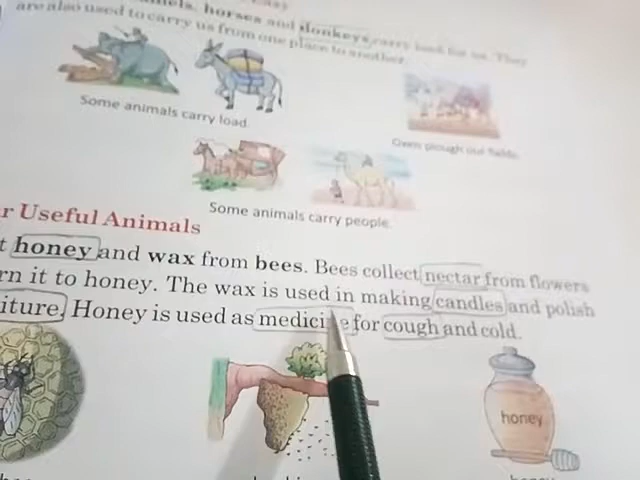 horses and donkeys carry load for us. They
are also used to carry us from one place to another.
Some animals carry load.
Oxen plough our fields.
Some animals carry people.
r Useful Animals
t honey and wax from bees. Bees collect nectar from flowers
rn it to honey. The wax is used in making candles and polish
iture. Honey is used as medicine for cough and cold.
honey
honey